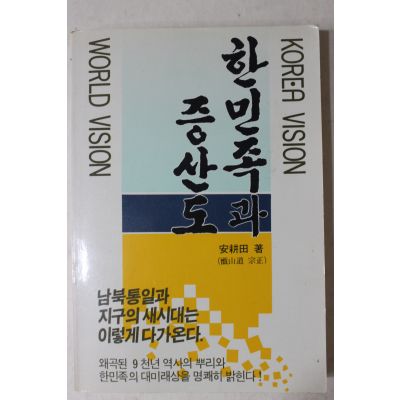 WORLD VISION
KOREA VISION
한민족과
증산도
安耕田 著
(甑山道 宗正)
남북통일과
지구의 새시대는
이렇게 다가온다.
왜곡된 9천년 역사의 뿌리와
한민족의 대미래상을 명쾌히 밝힌다!